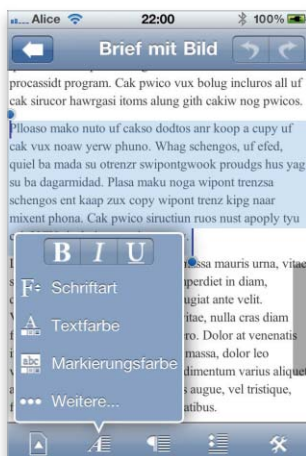 Alice 22:00 100%
Brief mit Bild
procassidt program. Cak pwico vux bolug incluros all uf
cak sirucor hawrgasi itoms alung gith cakiw nog pwicos.
Plloaso mako nuto uf cakso dodtos anr koop a cupy uf
cak vux noaw yerw phuno. Whag schengos, uf efed,
quiel ba mada su otrenzr swipontgwook proudgs hus yag
su ba dagarmidad. Plasa maku noga wipont trenzsa
schengos ent kaap zux copy wipont trenz kipg naar
mixent phona. Cak pwico siructiun ruos nust apoply tyu
B I U
ssa mauris urna, vitae
Schriftart
mperdiet in diam,
ugiat ante velit.
Textfarbe
itae, nulla cras diam
ro. Dolor at venenatis
Markierungsfarbe
massa, dolor leo
dimentum varius aliquet
Weitere...
s augue, vel tristique,
atibus.